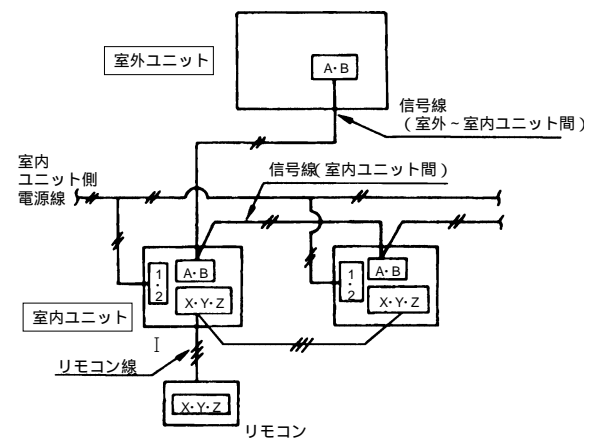 室外ユニット
A・B
信号線
(室外~室内ユニット間)
室内
ユニット側
電源線
信号線(室内ユニット間)
1・2
A・B
X・Y・Z
1・2
A・B
X・Y・Z
室内ユニット
I
リモコン線
X・Y・Z
リモコン